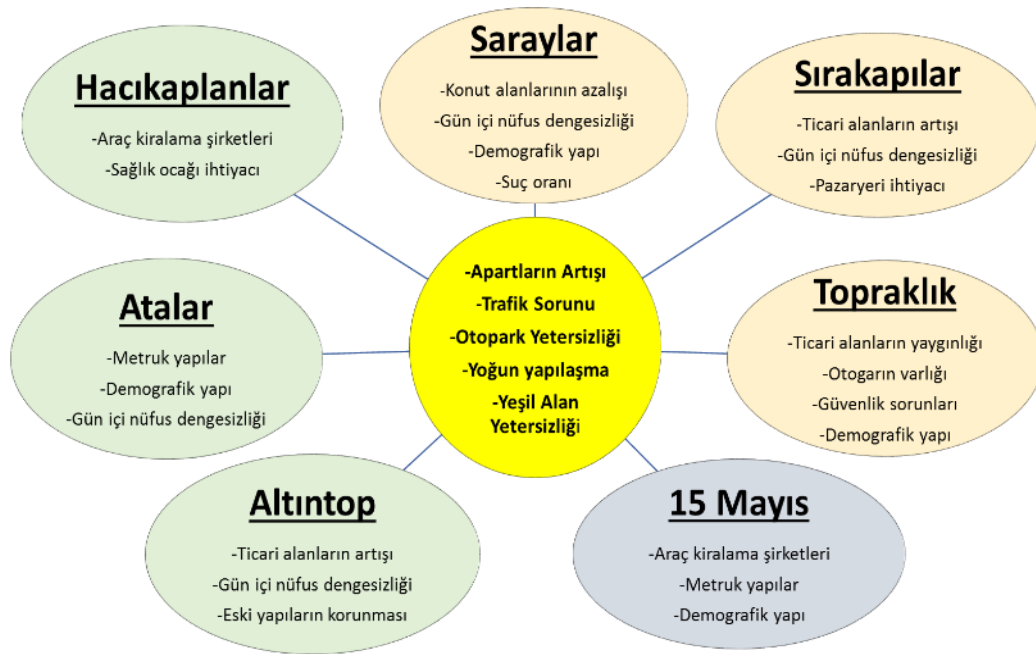 Hacıkaplanlar
-Araç kiralama şirketleri
-Sağlık ocağı ihtiyacı
Saraylar
-Konut alanlarının azalışı
-Gün içi nüfus dengesizliği
-Demografik yapı
-Suç oranı
Sırakapılar
-Ticari alanların artışı
-Gün içi nüfus dengesizliği
-Pazaryeri ihtiyacı
-Apartların Artışı
-Trafik Sorunu
-Otopark Yetersizliği
-Yoğun yapılaşma
-Yeşil Alan
Yetersizliği
Atalar
-Metruk yapılar
-Demografik yapı
-Gün içi nüfus dengesizliği
Topraklık
-Ticari alanların yaygınlığı
-Otogarın varlığı
-Güvenlik sorunları
-Demografik yapı
Altıntop
-Ticari alanların artışı
-Gün içi nüfus dengesizliği
-Eski yapıların korunması
15 Mayıs
-Araç kiralama şirketleri
-Metruk yapılar
-Demografik yapı